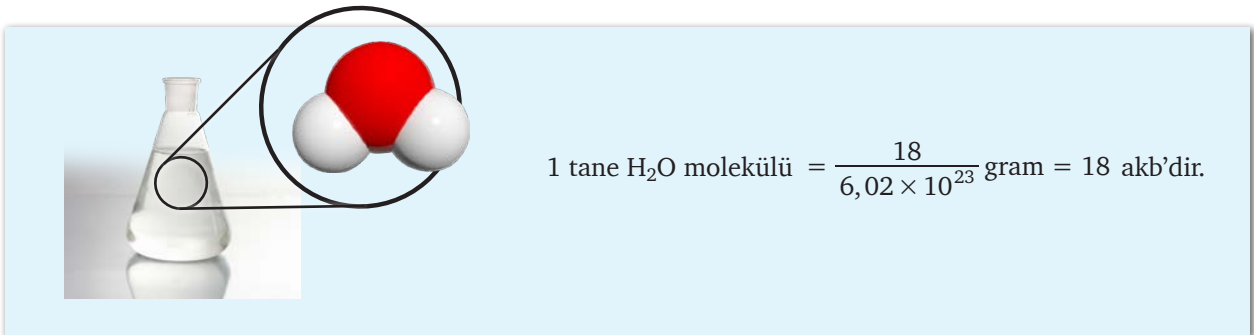 1 tane H₂O molekülü = 18 / 6,02 × 10²³ gram = 18 akb’dir.